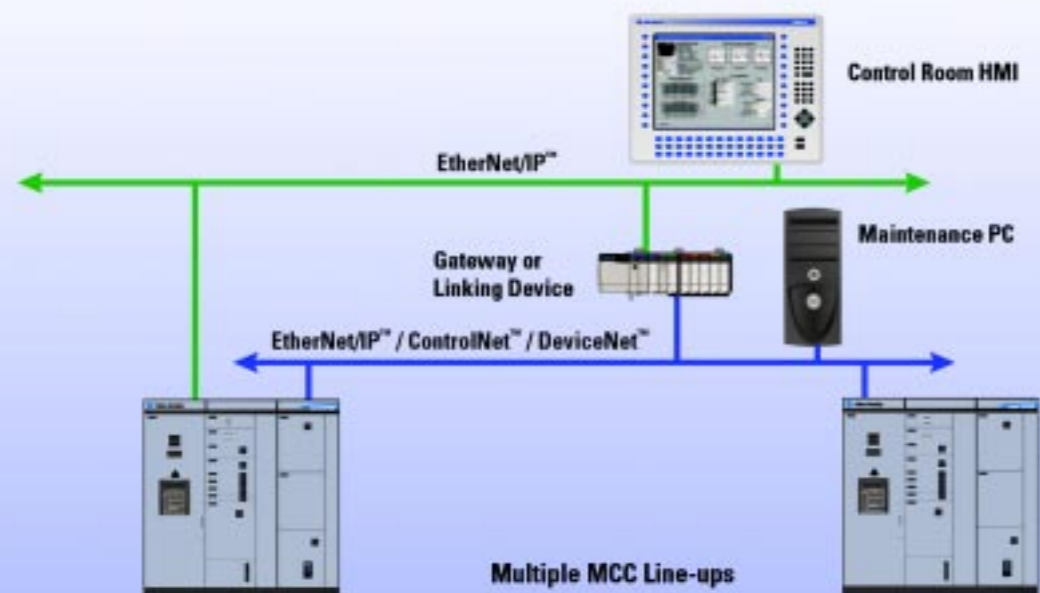 Control Room HMI
EtherNet/IP™
Maintenance PC
Gateway or
Linking Device
EtherNet/IP™ / ControlNet™ / DeviceNet™
Multiple MCC Line-ups